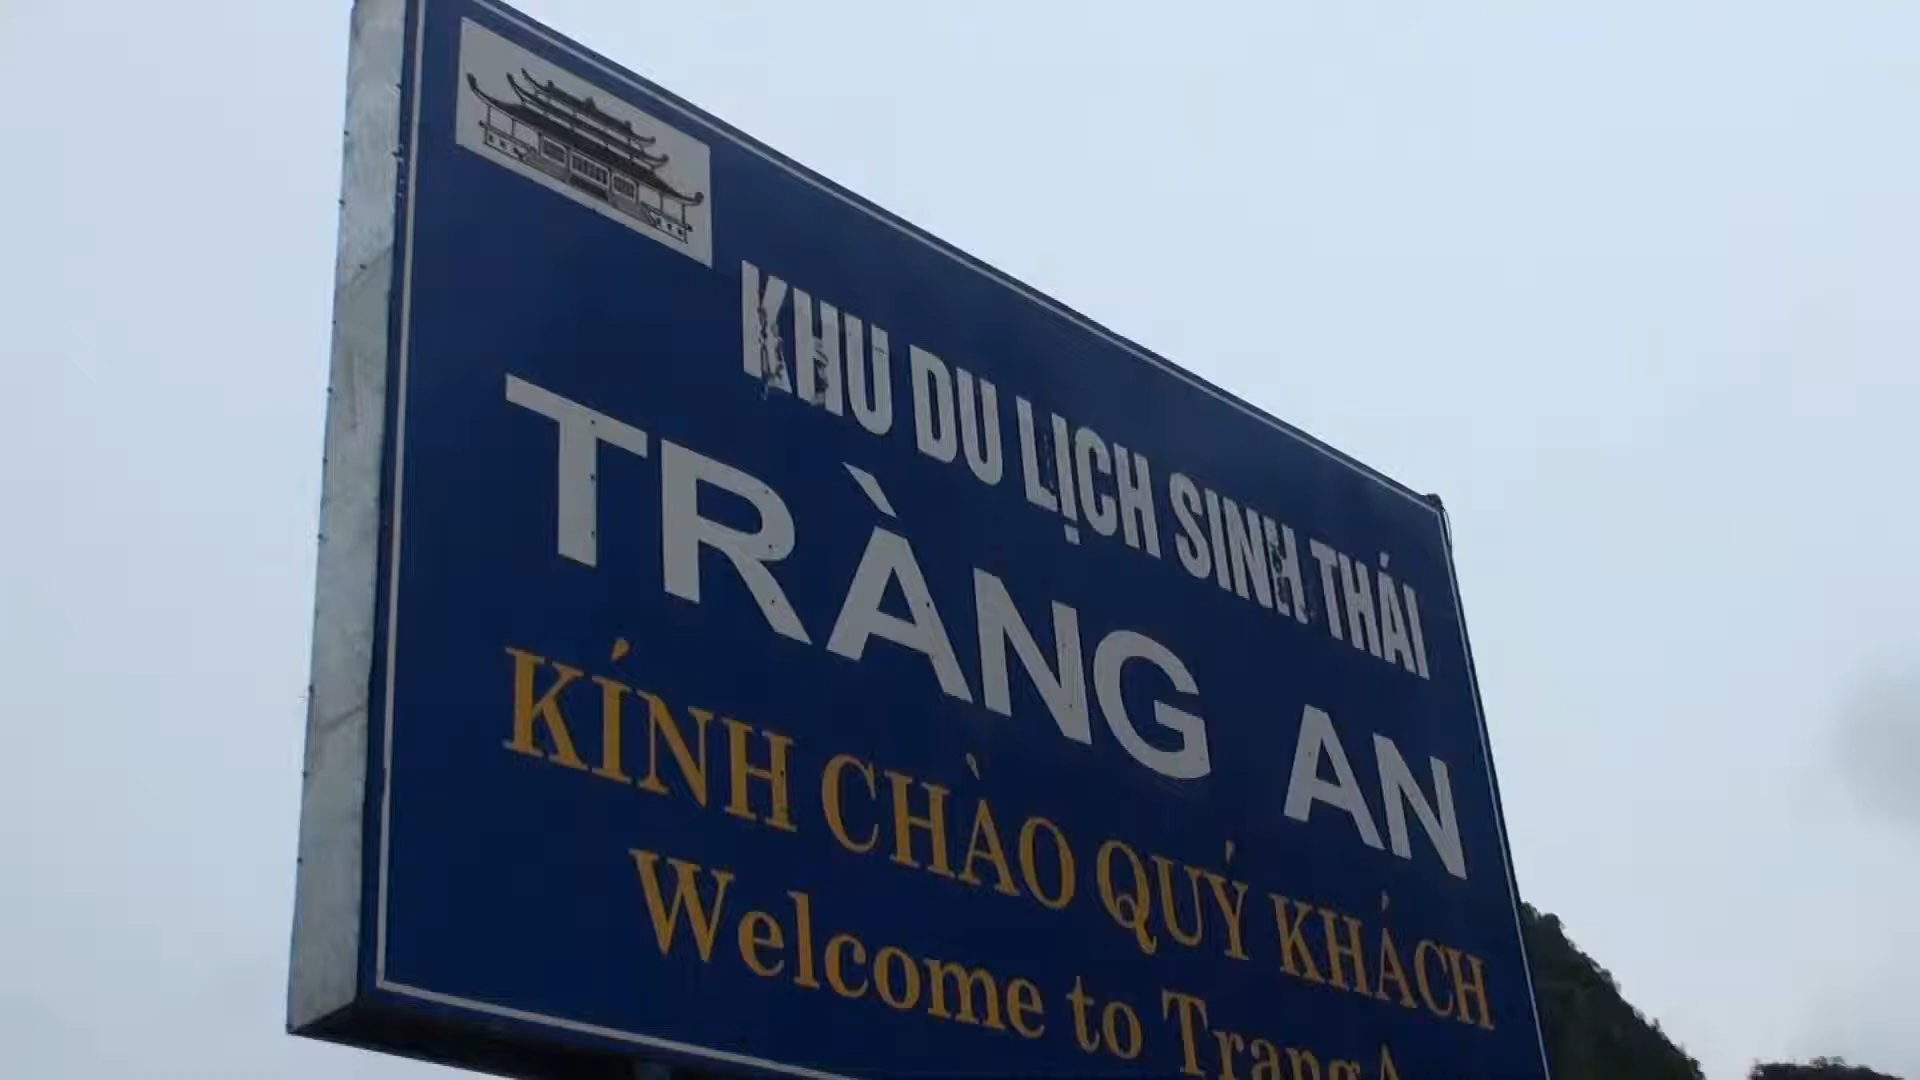 KHU DU LỊCH SINH THÁI
TRÀNG AN
KÍNH CHÀO QUÝ KHÁCH
Welcome to Trang A